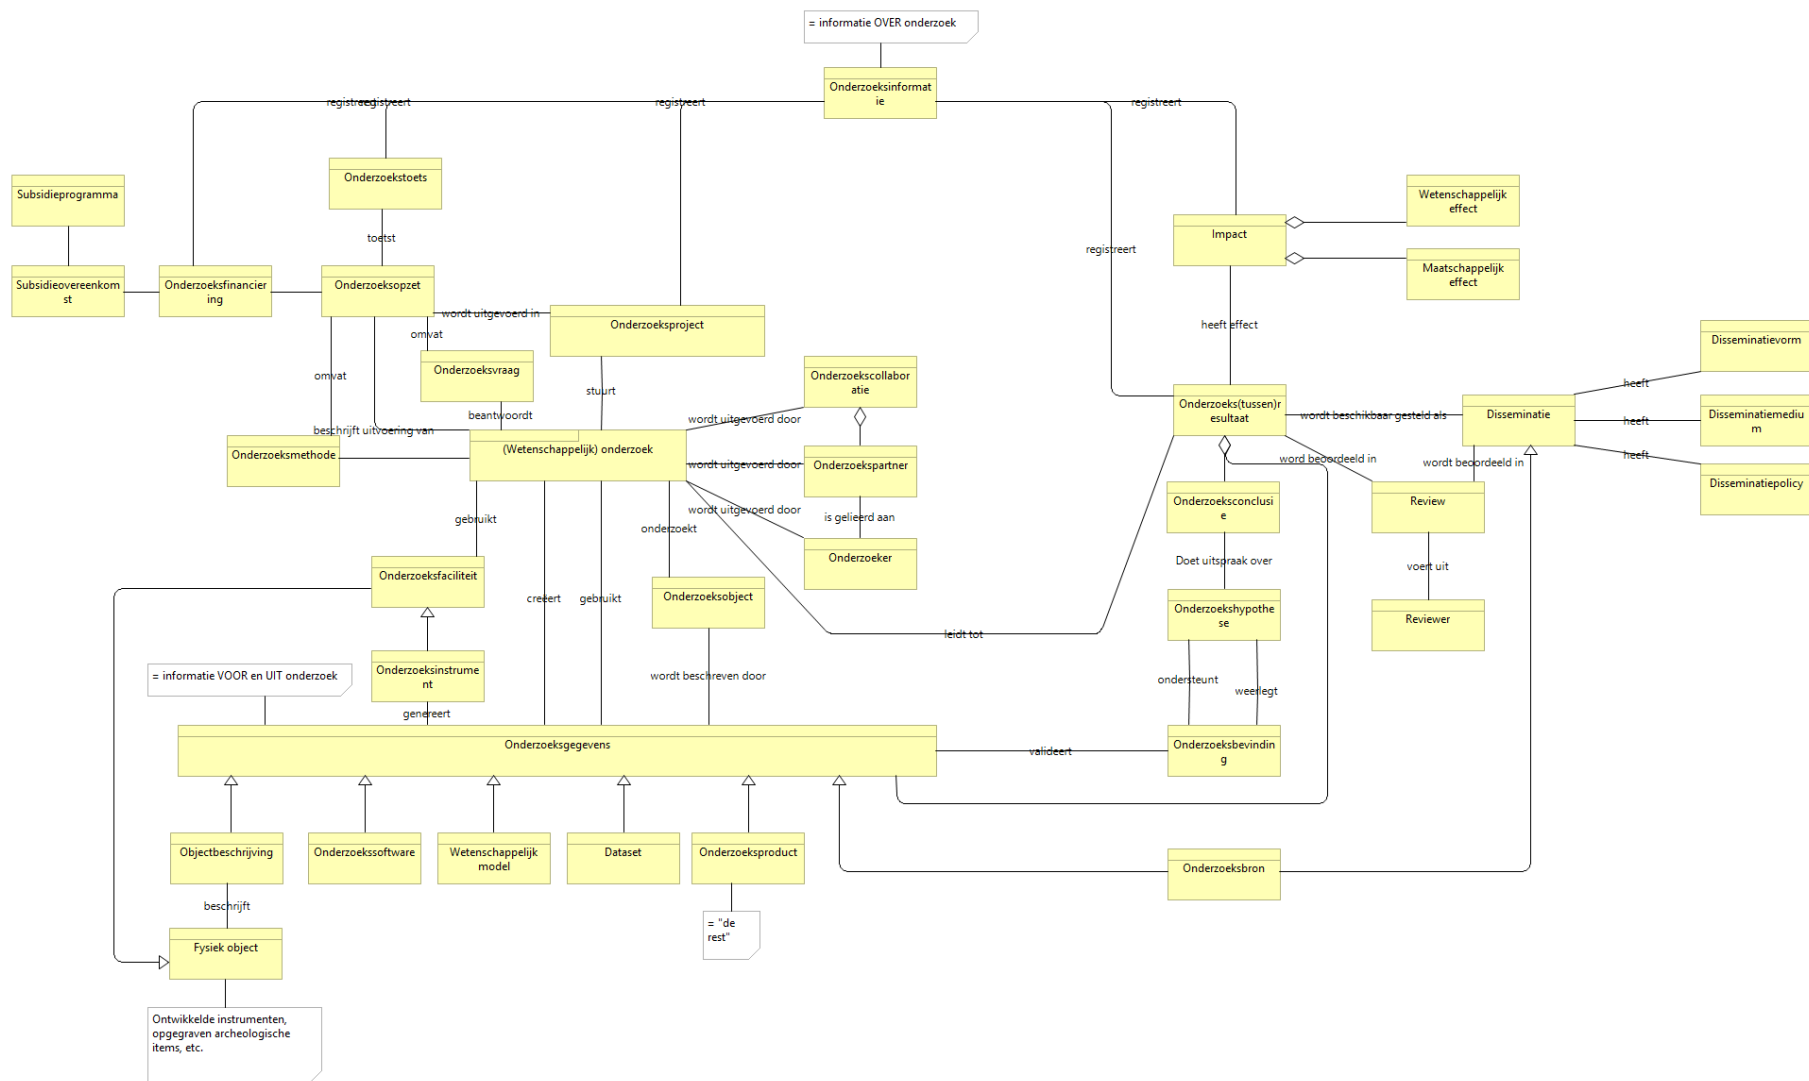 = informatie OVER onderzoek
Onderzoeksinformat
ie
registreert
registreert
registreert
registreert
Onderzoekstoets
Subsidieprogramma
Wetenschappelijk
effect
Impact
toetst
registreert
Maatschappelijk
effect
Subsidieovereenkom
st
Onderzoeksfinancier
ing
Onderzoeksopzet
wordt uitgevoerd in
Onderzoeksproject
heeft effect
omvat
Disseminatievorm
Onderzoeksvraag
omvat
Onderzoekscollabor
atie
stuurt
heeft
beantwoordt
wordt uitgevoerd door
Onderzoeks(tussen)r
esultaat
wordt beschikbaar gesteld als
Disseminatie
heeft
Disseminatiemediu
m
beschrijft uitvoering van
(Wetenschappelijk) onderzoek
Onderzoeksmethode
wordt uitgevoerd door
Onderzoekspartner
word beoordeeld in
wordt beoordeeld in
heeft
Disseminatiepolicy
Onderzoeksconclusi
e
Review
gebruikt
onderzoekt
wordt uitgevoerd door
is gelieerd aan
Onderzoeker
Doet uitspraak over
voert uit
Onderzoeksfaciliteit
creëert
gebruikt
Onderzoeksobject
Onderzoekshypothe
se
Reviewer
leidt tot
= informatie VOOR en UIT onderzoek
Onderzoeksinstrume
nt
wordt beschreven door
ondersteunt
weerlegt
genereert
Onderzoeksgegevens
valideert
Onderzoeksbevindin
g
Objectbeschrijving
Onderzoekssoftware
Wetenschappelijk
model
Dataset
Onderzoeksproduct
Onderzoeksbron
beschrijft
= "de
rest"
Fysiek object
Ontwikkelde instrumenten,
opgegraven archeologische
items, etc.